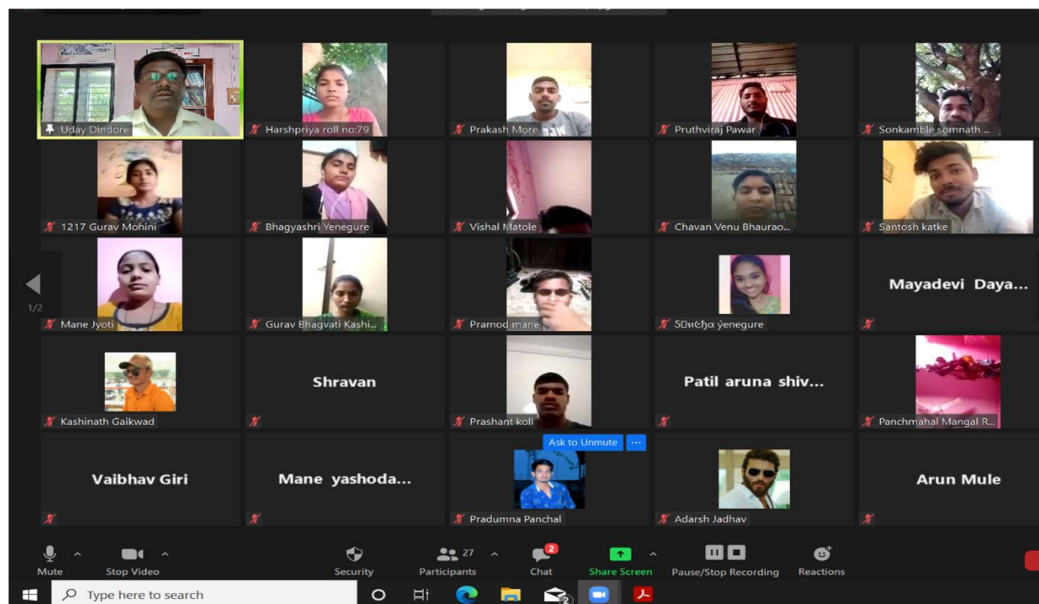 Uday Dindore
Harshpriya roll no:79
Prakash More
Pruthviraj Pawar
Sonkamble somnath ...
1217 Gurav Mohini
Bhagyashri Yenegure
Vishal Matole
Chavan Venu Bhaurao...
Santosh katke
1/2
Mane Jyoti
Gurav Bhagvati Kashi...
Pramod mane
ýenegure
Mayadevi Daya...
Kashinath Gaikwad
Shravan
Prashant koli
Patil aruna shiv...
Panchmahal Mangal R...
Vaibhav Giri
Mane yashoda...
Ask to Unmute ...
Pradumna Panchal
Adarsh Jadhav
Arun Mule
Mute
Stop Video
Security
27
Participants
2
Chat
Share Screen
Pause/Stop Recording
Reactions
Type here to search
2